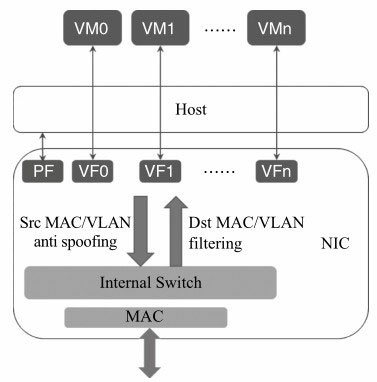 VM0 VM1 ...... VMn
Host
PF VF0 VF1 ...... VFn
Src MAC/VLAN
anti spoofing
Dst MAC/VLAN
filtering
NIC
Internal Switch
MAC